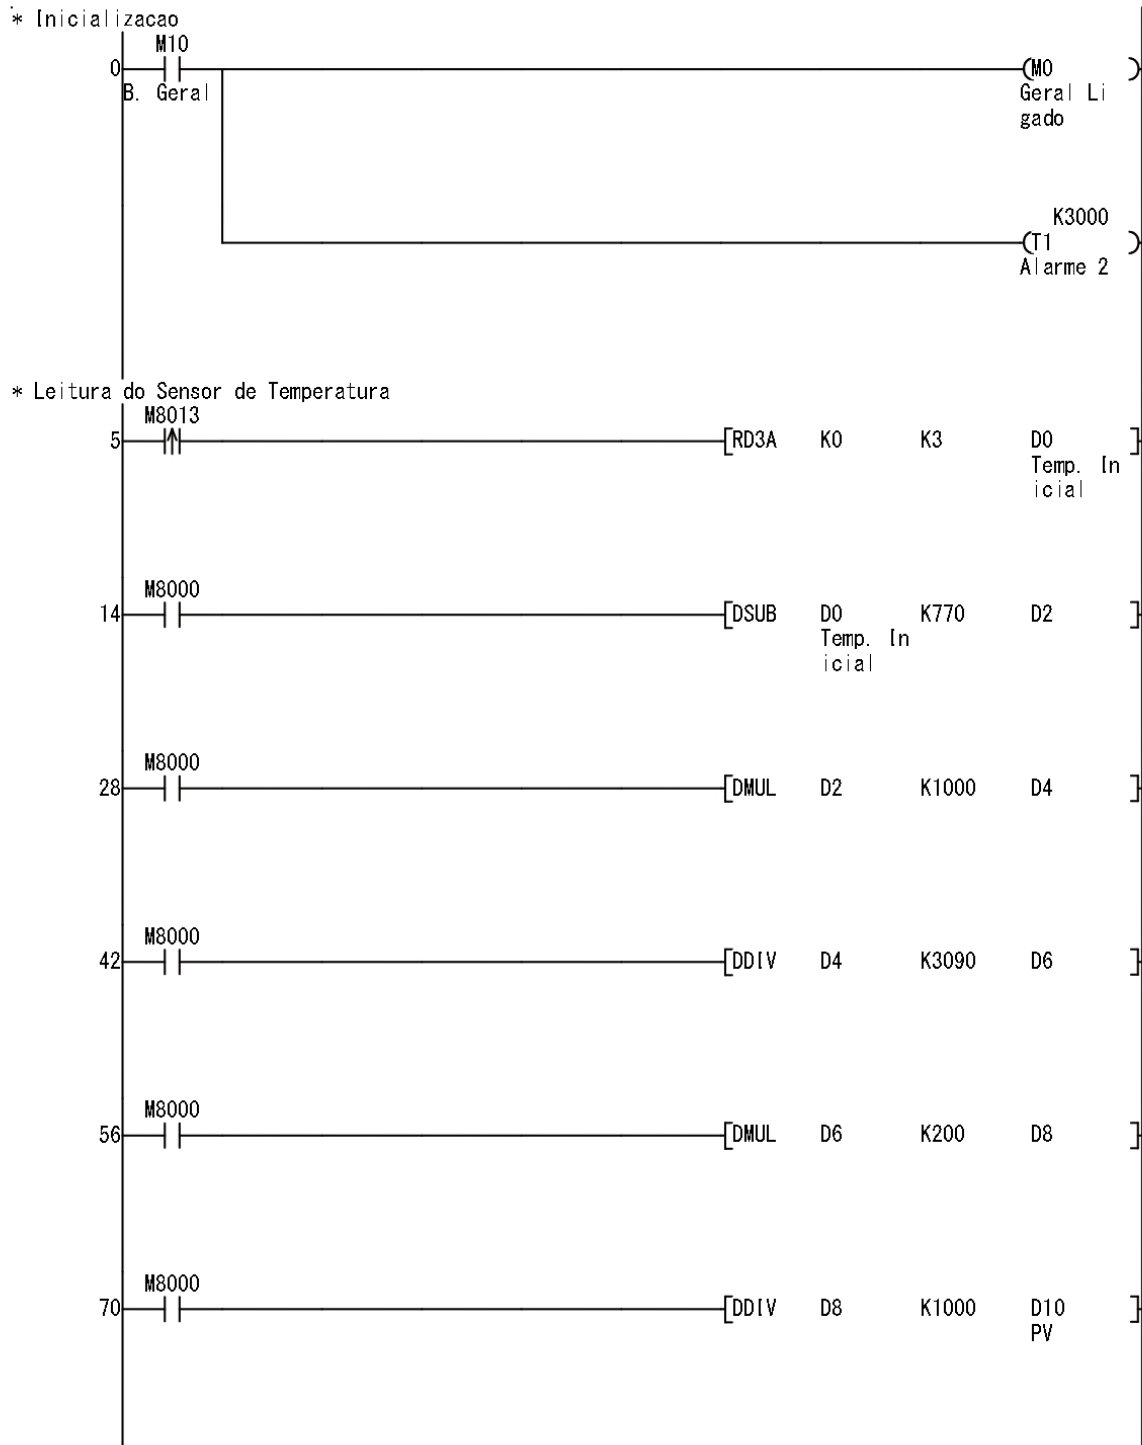 * Inicializacao
M10
0 (M0 )
B. Geral Geral Li
gado
K3000
(T1 )
Alarme 2
* Leitura do Sensor de Temperatura
M8013
5 [RD3A K0 K3 D0 ]
Temp. In
icial
M8000
14 [DSUB D0 K770 D2 ]
Temp. In
icial
M8000
28 [DMUL D2 K1000 D4 ]
M8000
42 [DDIV D4 K3090 D6 ]
M8000
56 [DMUL D6 K200 D8 ]
M8000
70 [DDIV D8 K1000 D10 ]
PV